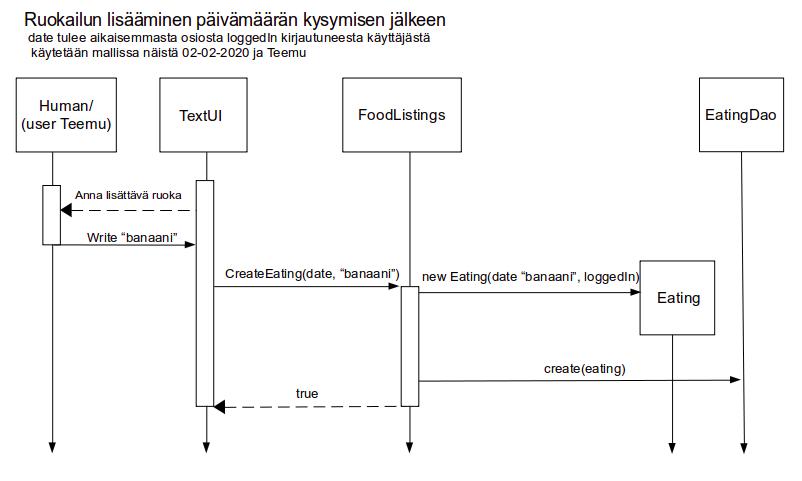 Ruokailun lisääminen päivämäärän kysymisen jälkeen
date tulee aikaisemmasta osiosta loggedIn kirjautuneesta käyttäjästä
käytetään mallissa näistä 02-02-2020 ja Teemu
Human/
(user Teemu)
TextUI
FoodListings
EatingDao
Anna lisättävä ruoka
Write “banaani”
CreateEating(date, “banaani”)
new Eating(date “banaani”, loggedIn)
Eating
create(eating)
true